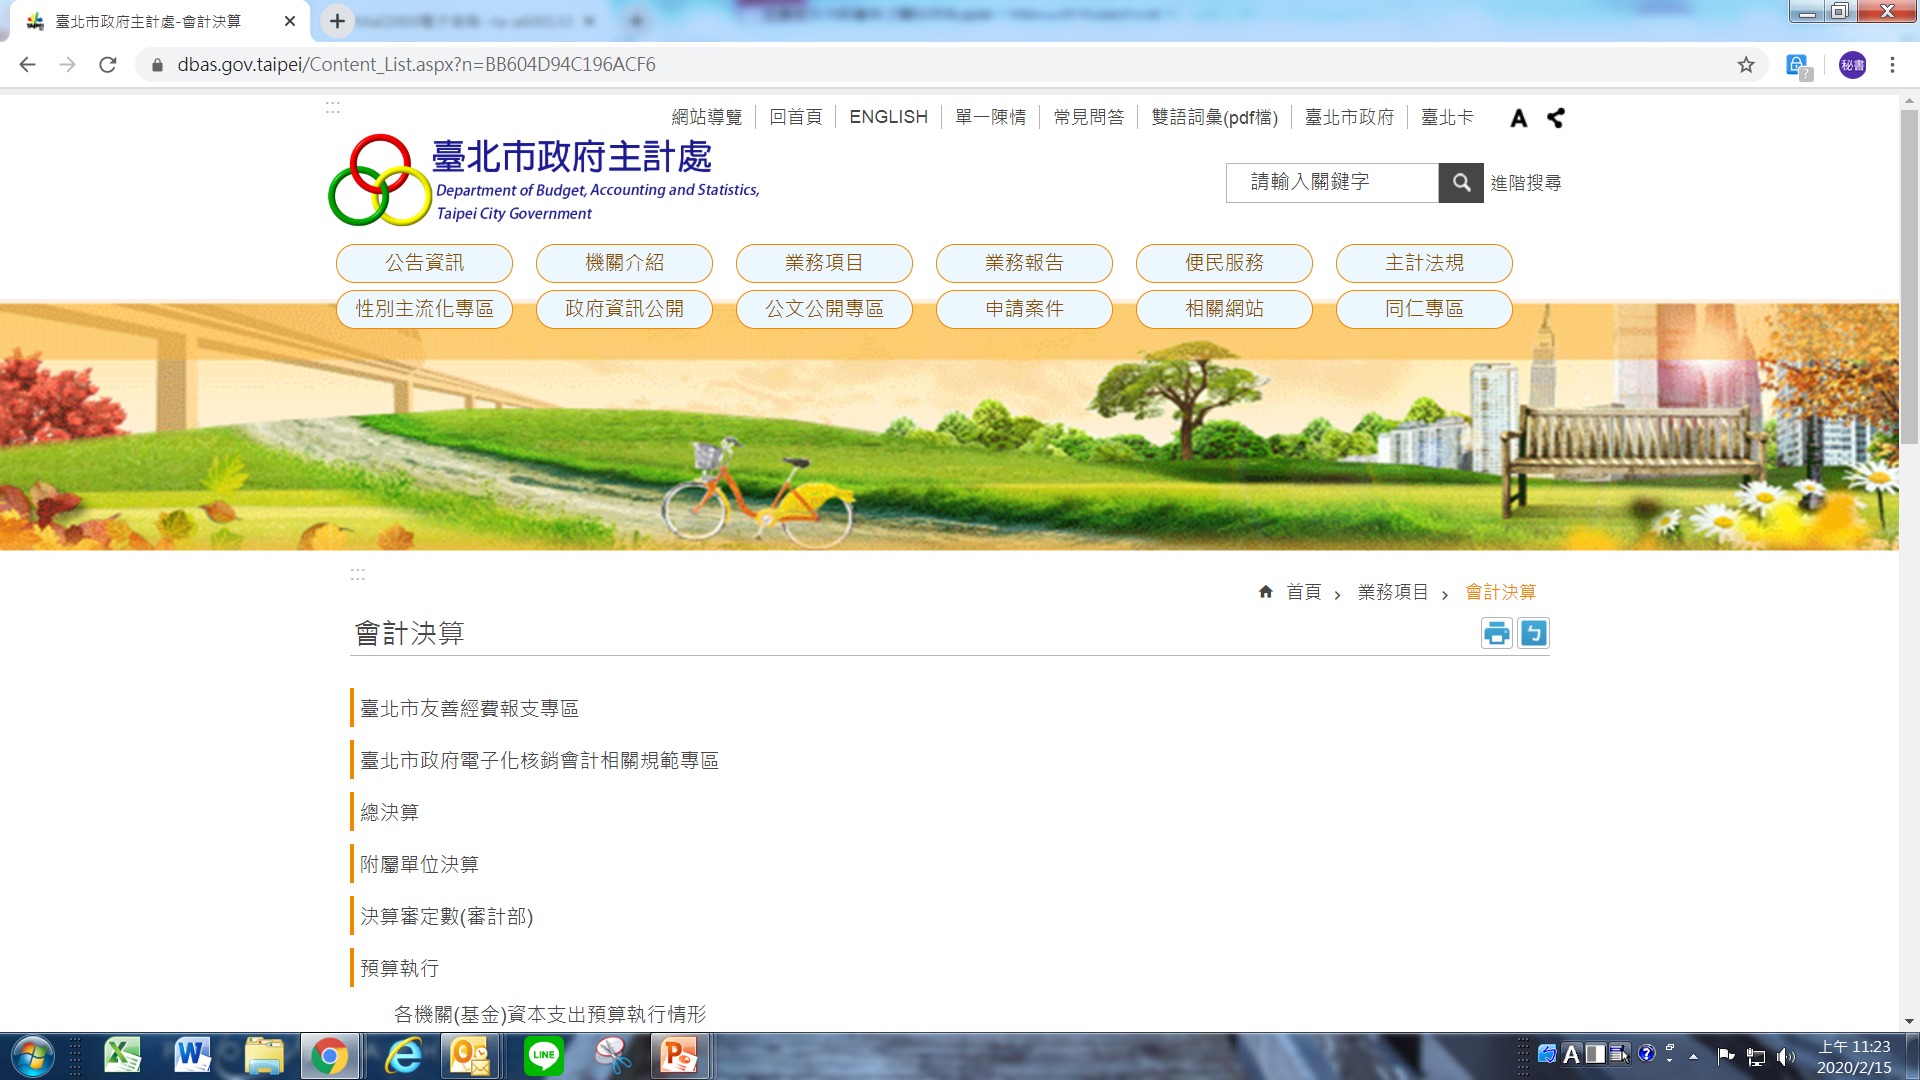 臺北市政府主計處-會計決算
dbas.gov.taipei/Content_List.aspx?n=BB604D94C196ACF6
秘書
網站導覽 回首頁 ENGLISH 單一陳情 常見問答 雙語詞彙(pdf檔) 臺北市政府 臺北卡
臺北市政府主計處
Department of Budget, Accounting and Statistics,
Taipei City Government
請輸入關鍵字 進階搜尋
公告資訊 機關介紹 業務項目 業務報告 便民服務 主計法規
性別主流化專區 政府資訊公開 公文公開專區 申請案件 相關網站 同仁專區
首頁 › 業務項目 › 會計決算
會計決算
臺北市友善經費報支專區
臺北市政府電子化核銷會計相關規範專區
總決算
附屬單位決算
決算審定數(審計部)
預算執行
各機關(基金)資本支出預算執行情形
LINE
上午 11:23
2020/2/15